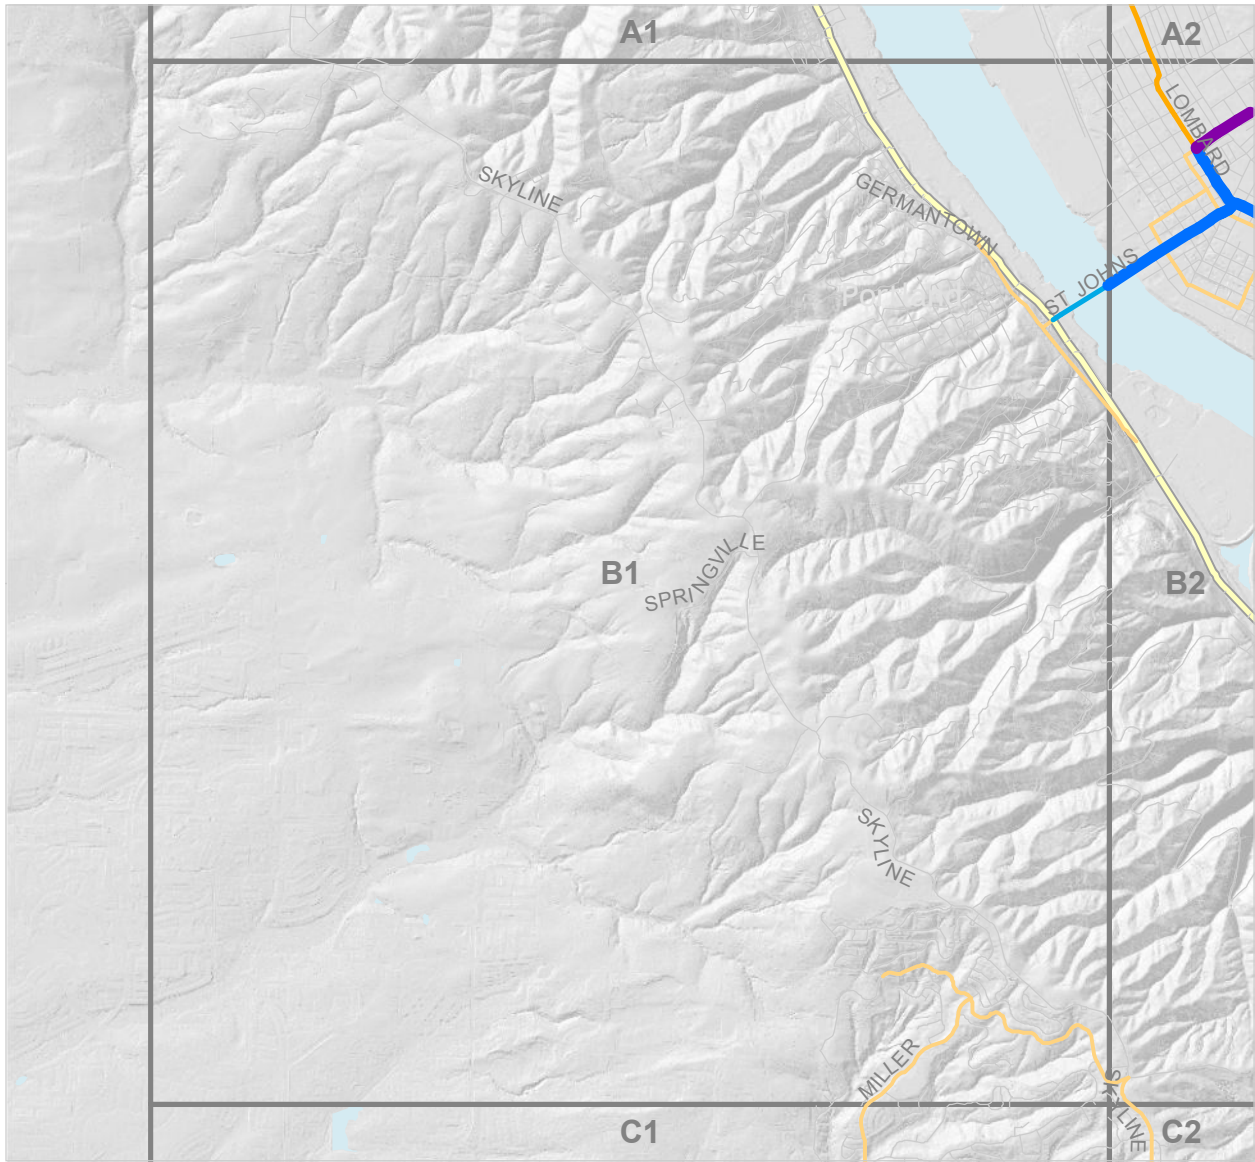 A1
A2
LOMBARD
SKYLINE
GERMANTOWN
ST JOHNS
Portland
SPRINGVILLE
B1
B2
SKYLINE
MILLER
SKYLINE
C1
C2